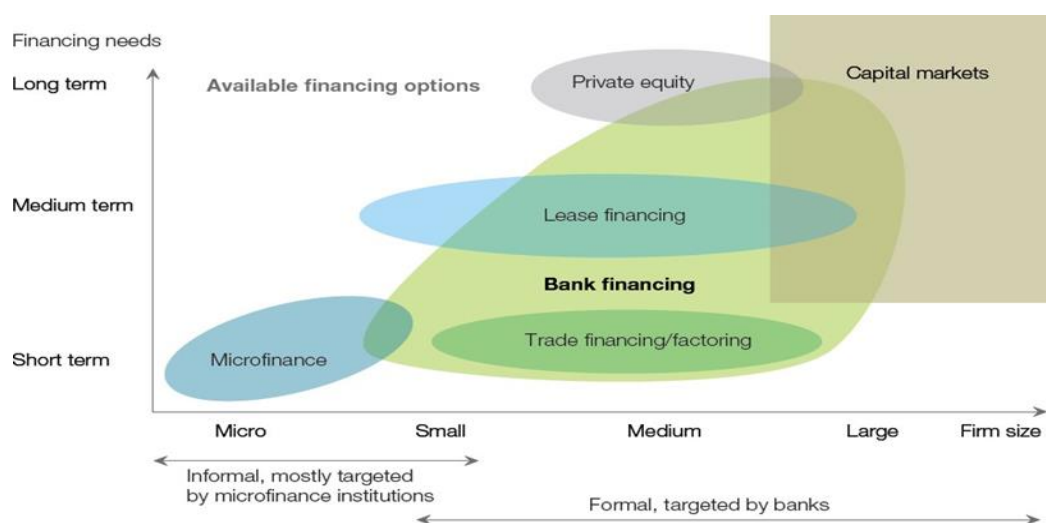 Financing needs
Long term
Available financing options
Private equity
Capital markets
Medium term
Lease financing
Bank financing
Short term
Microfinance
Trade financing/factoring
Micro
Small
Medium
Large
Firm size
Informal, mostly targeted
by microfinance institutions
Formal, targeted by banks